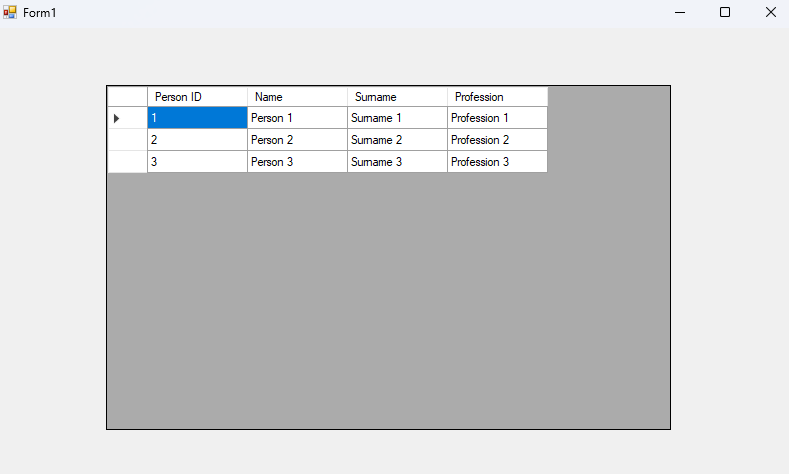 Form1
Person ID Name Surname Profession
1 Person 1 Surname 1 Profession 1
2 Person 2 Surname 2 Profession 2
3 Person 3 Surname 3 Profession 3